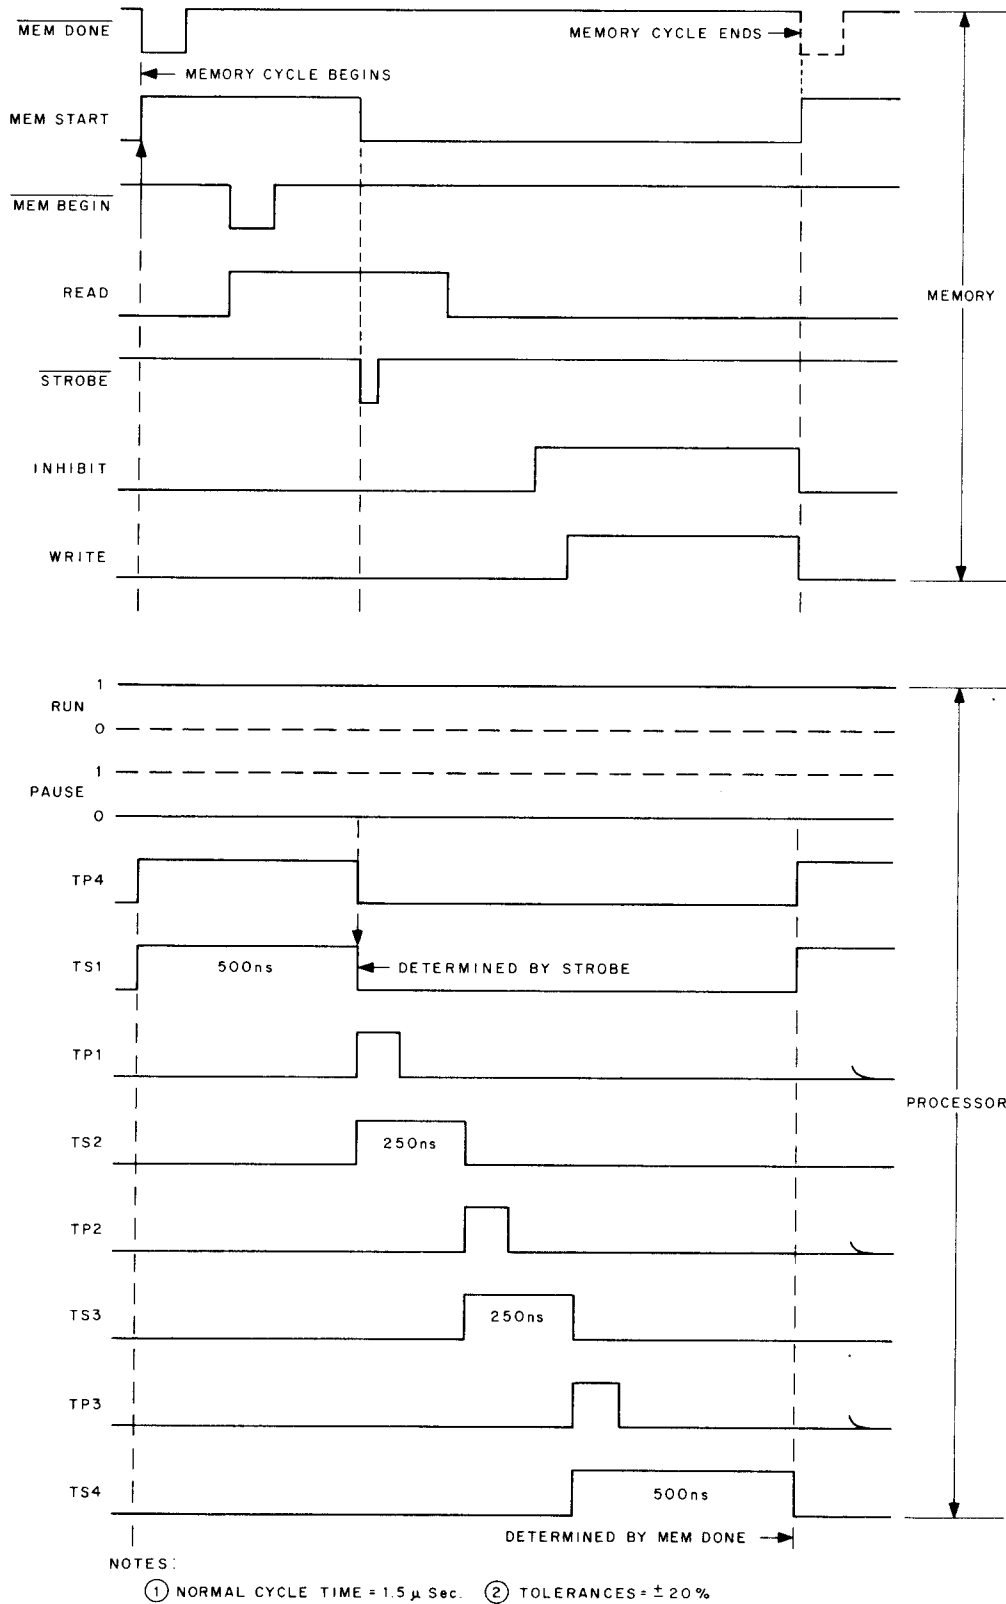 MEM DONE
MEMORY CYCLE ENDS
MEMORY CYCLE BEGINS
MEM START
MEM BEGIN
READ
MEMORY
STROBE
INHIBIT
WRITE
1
RUN
0
1
PAUSE
0
TP4
TS1
500ns
DETERMINED BY STROBE
TP1
PROCESSOR
TS2
250ns
TP2
TS3
250ns
TP3
TS4
500ns
DETERMINED BY MEM DONE
NOTES:
① NORMAL CYCLE TIME = 1.5 µ Sec. ② TOLERANCES = ± 20 %